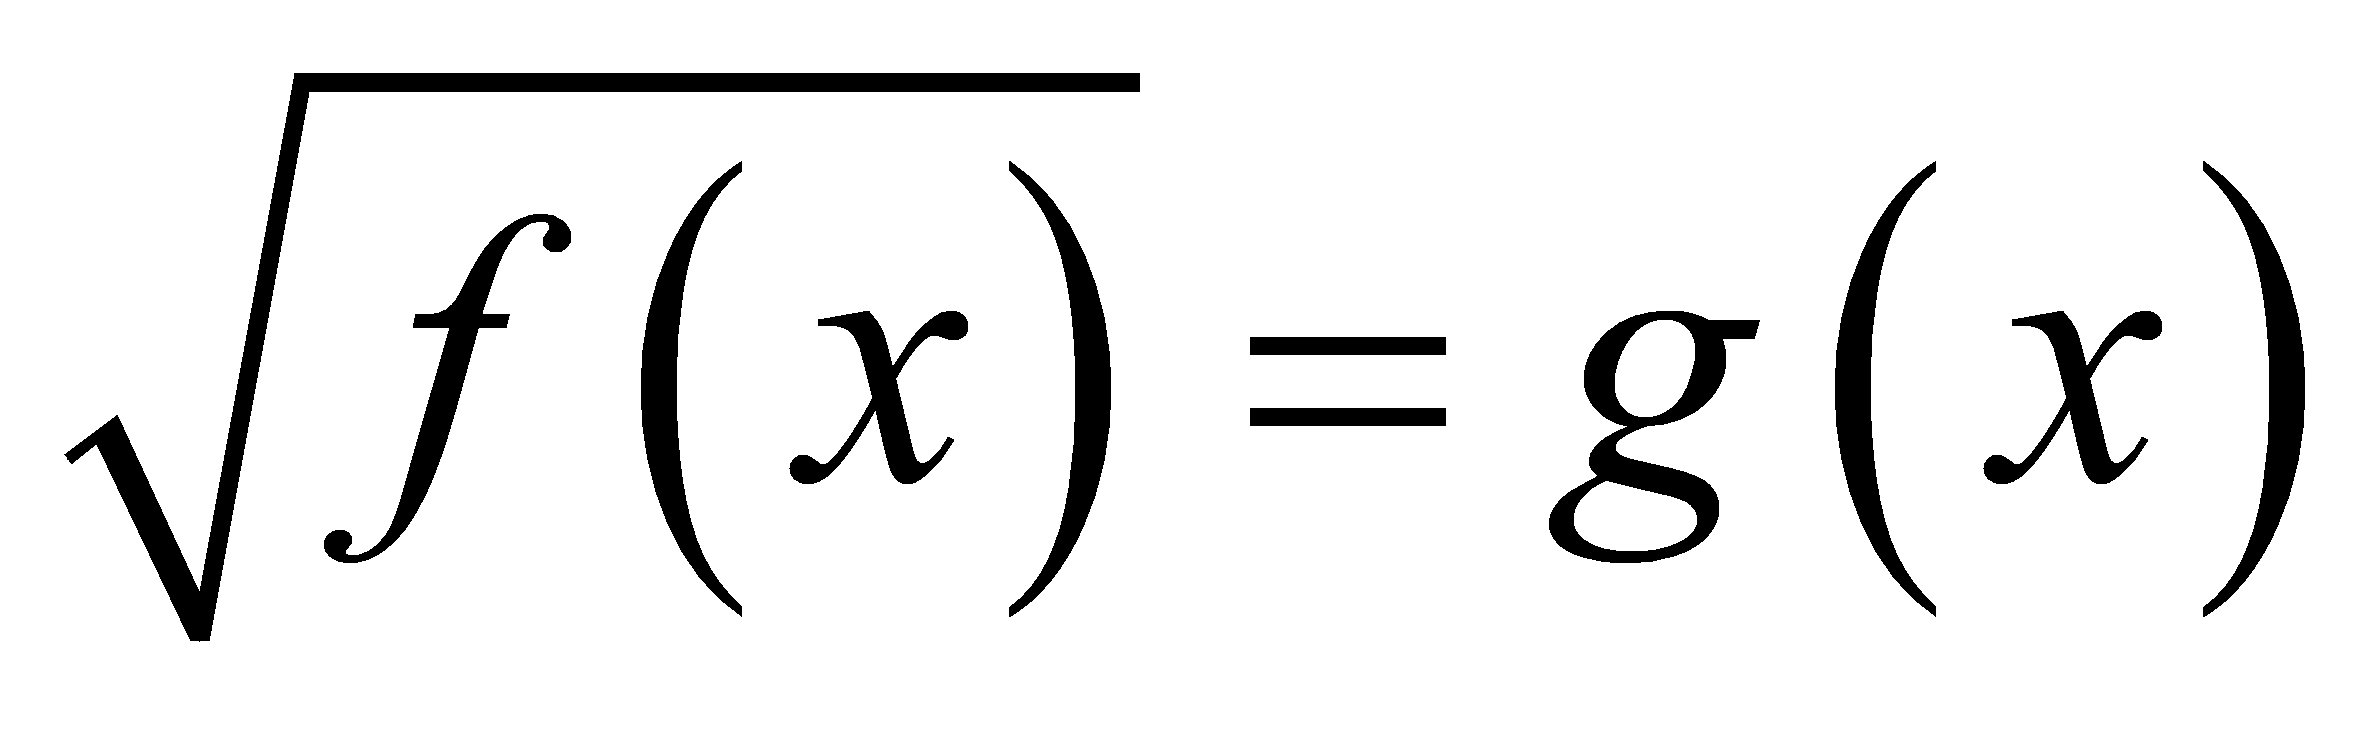 √f(x) = g(x)